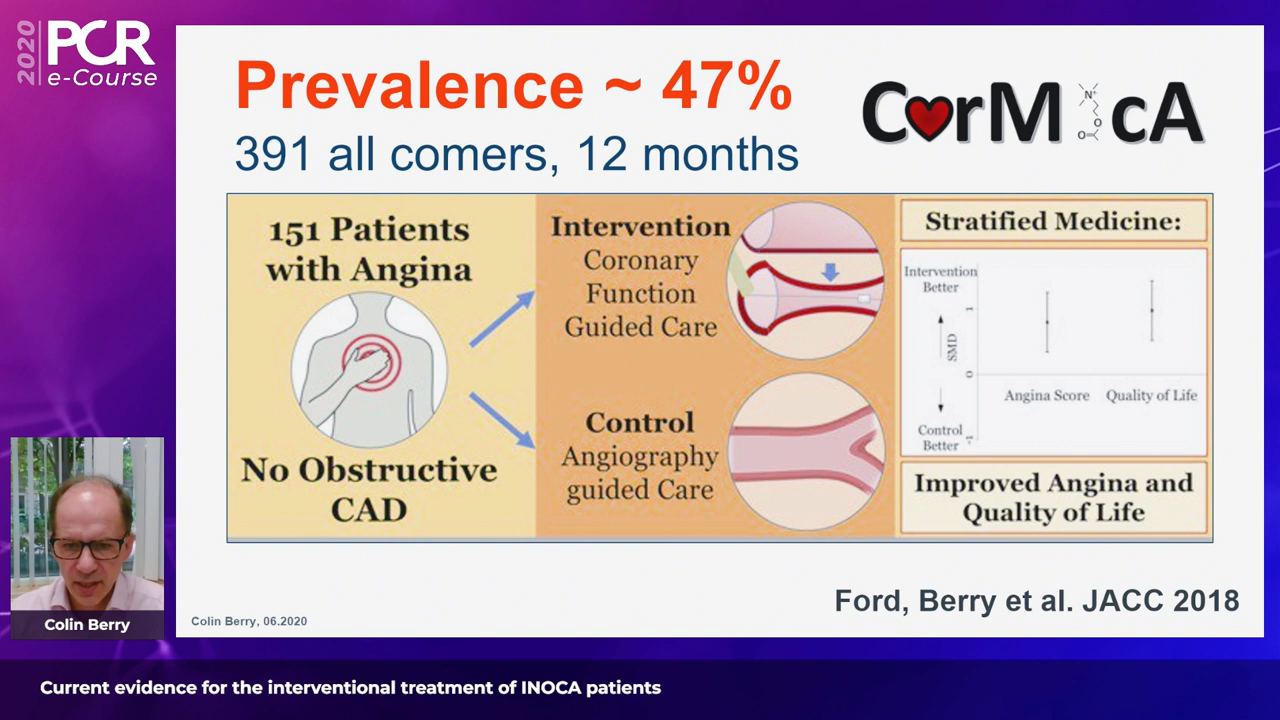 2020
PCR
e-Course
Prevalence ~ 47%
391 all comers, 12 months
CorMicA
N⁺
O
O
151 Patients
with Angina
No Obstructive
CAD
Intervention
Coronary
Function
Guided Care
Control
Angiography
guided Care
Stratified Medicine:
Intervention
Better
1
SMD
0
Control
Better
-1
Angina Score
Quality of Life
Improved Angina and
Quality of Life
Ford, Berry et al. JACC 2018
Colin Berry, 06.2020
Colin Berry
Current evidence for the interventional treatment of INOCA patients